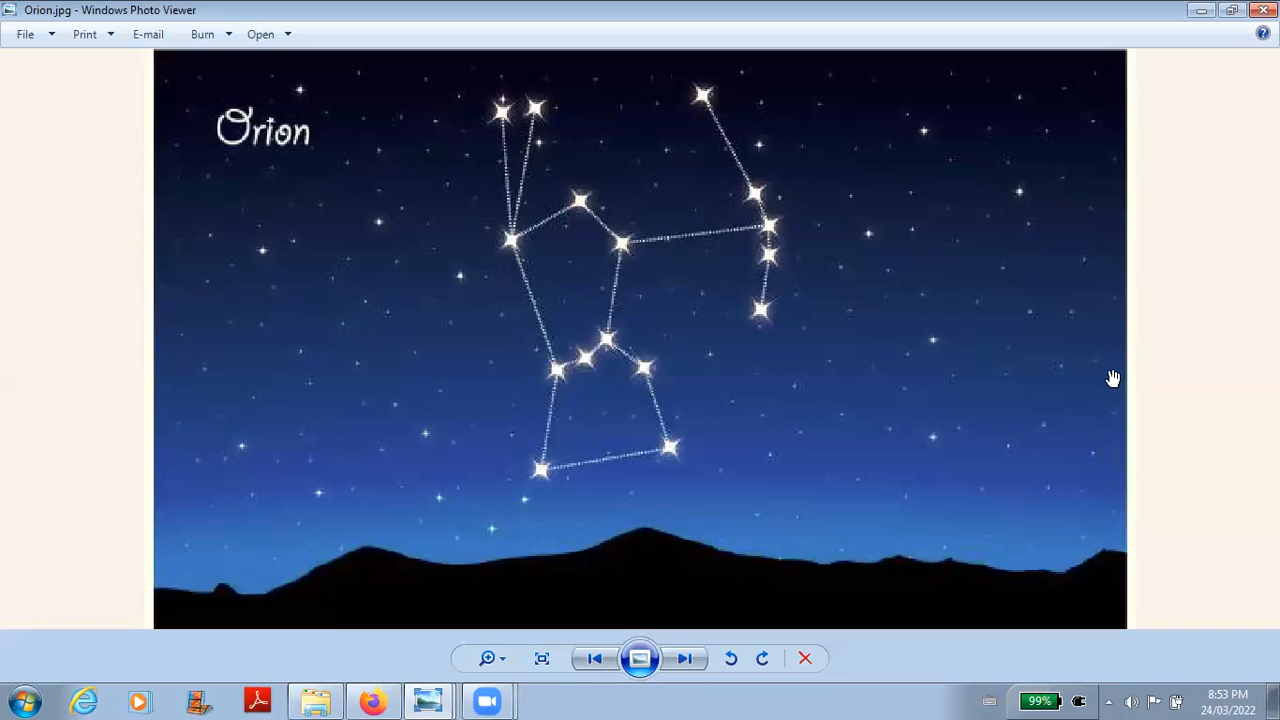 Orion.jpg - Windows Photo Viewer
File Print E-mail Burn Open
Orion
99%
8:53 PM
24/03/2022